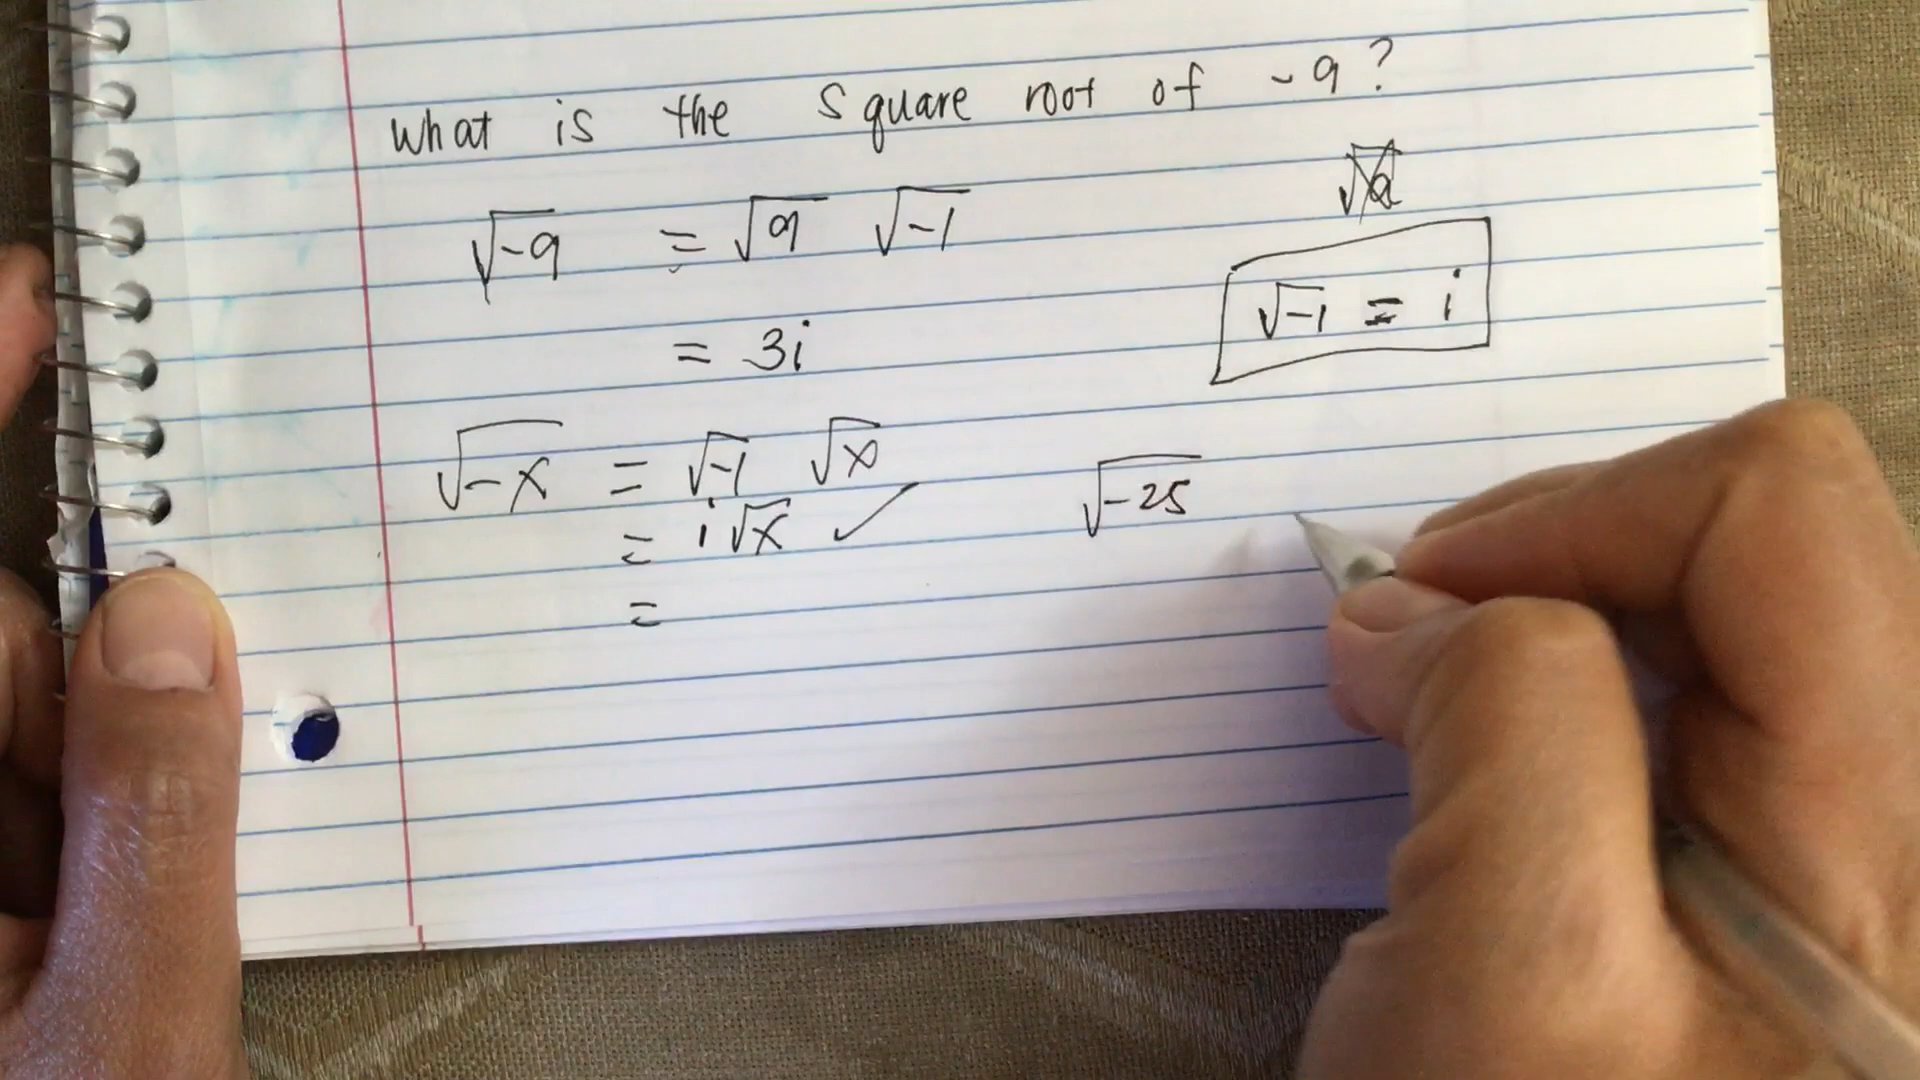 What is the square root of -9?
√-9 = √9 √-1
= 3i
√-1 = i
√-x = √-1 √x
= i√x ✓
=
√-25